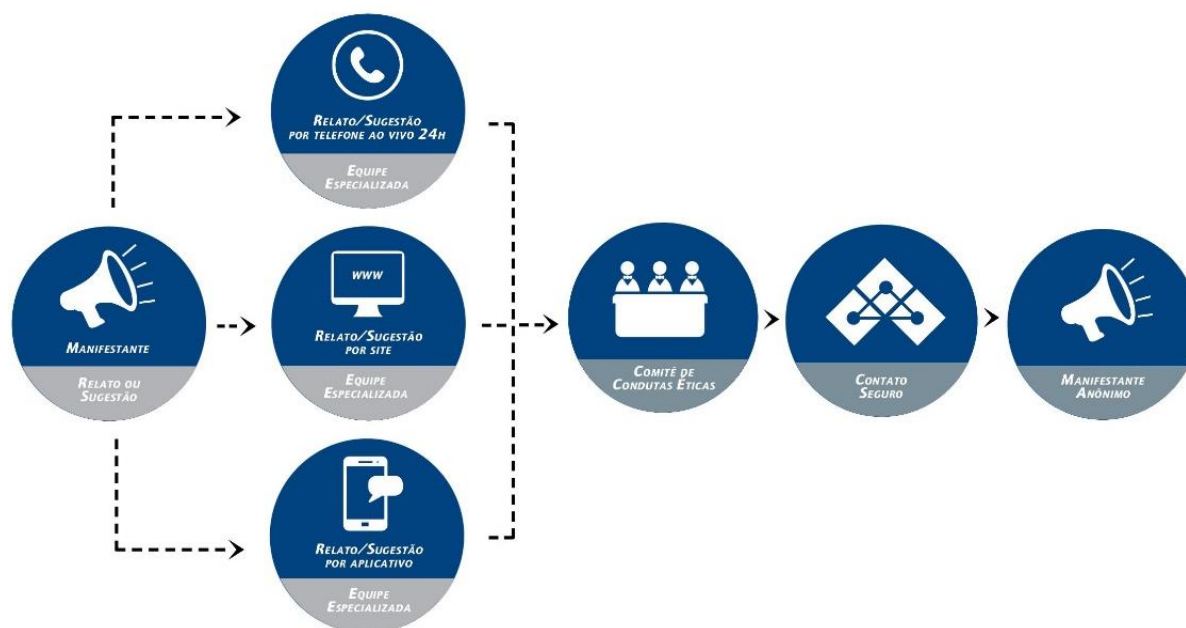 RELATO/SUGESTÃO
POR TELEFONE AO VIVO 24H
EQUIPE
ESPECIALIZADA
MANIFESTANTE
RELATO OU
SUGESTÃO
WWW
RELATO/SUGESTÃO
POR SITE
EQUIPE
ESPECIALIZADA
RELATO/SUGESTÃO
POR APLICATIVO
EQUIPE
ESPECIALIZADA
COMITÊ DE
CONDUTAS ÉTICAS
CONTATO
SEGURO
MANIFESTANTE
ANÔNIMO